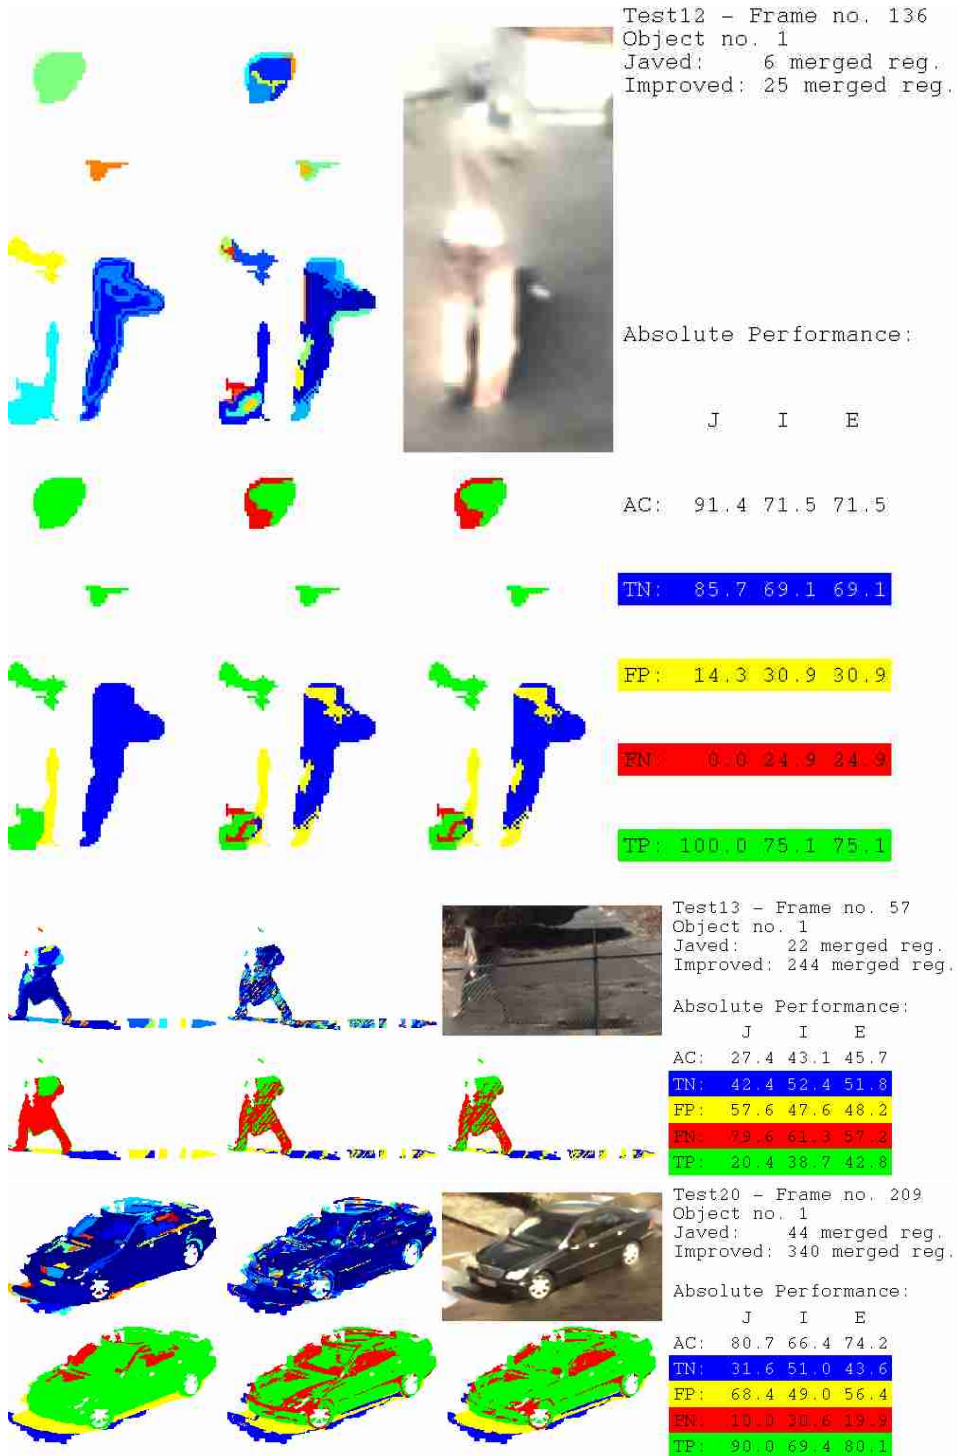 Test12 – Frame no. 136
Object no. 1
Javed: 6 merged reg.
Improved: 25 merged reg.
Absolute Performance:
J I E
AC: 91.4 71.5 71.5
TN: 85.7 69.1 69.1
FP: 14.3 30.9 30.9
FN: 0.0 24.9 24.9
TP: 100.0 75.1 75.1
Test13 – Frame no. 57
Object no. 1
Javed: 22 merged reg.
Improved: 244 merged reg.
Absolute Performance:
J I E
AC: 27.4 43.1 45.7
TN: 42.4 52.4 51.8
FP: 57.6 47.6 48.2
FN: 79.6 61.3 57.2
TP: 20.4 38.7 42.8
Test20 – Frame no. 209
Object no. 1
Javed: 44 merged reg.
Improved: 340 merged reg.
Absolute Performance:
J I E
AC: 80.7 66.4 74.2
TN: 31.6 51.0 43.6
FP: 68.4 49.0 56.4
FN: 10.0 30.6 19.9
TP: 90.0 69.4 80.1